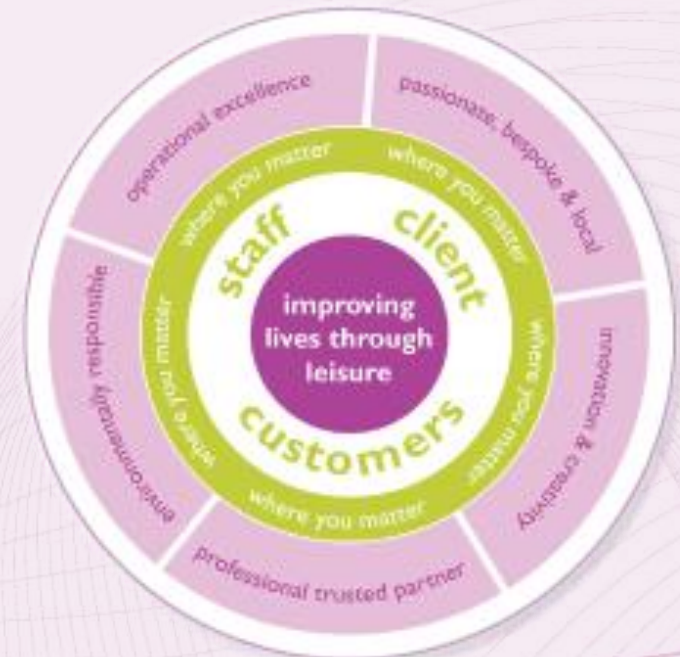 operational excellence
passionate, bespoke & local
innovation & creativity
professional trusted partner
environmentally responsible
where you matter
where you matter
where you matter
where you matter
where you matter
staff
client
customers
improving
lives through
leisure